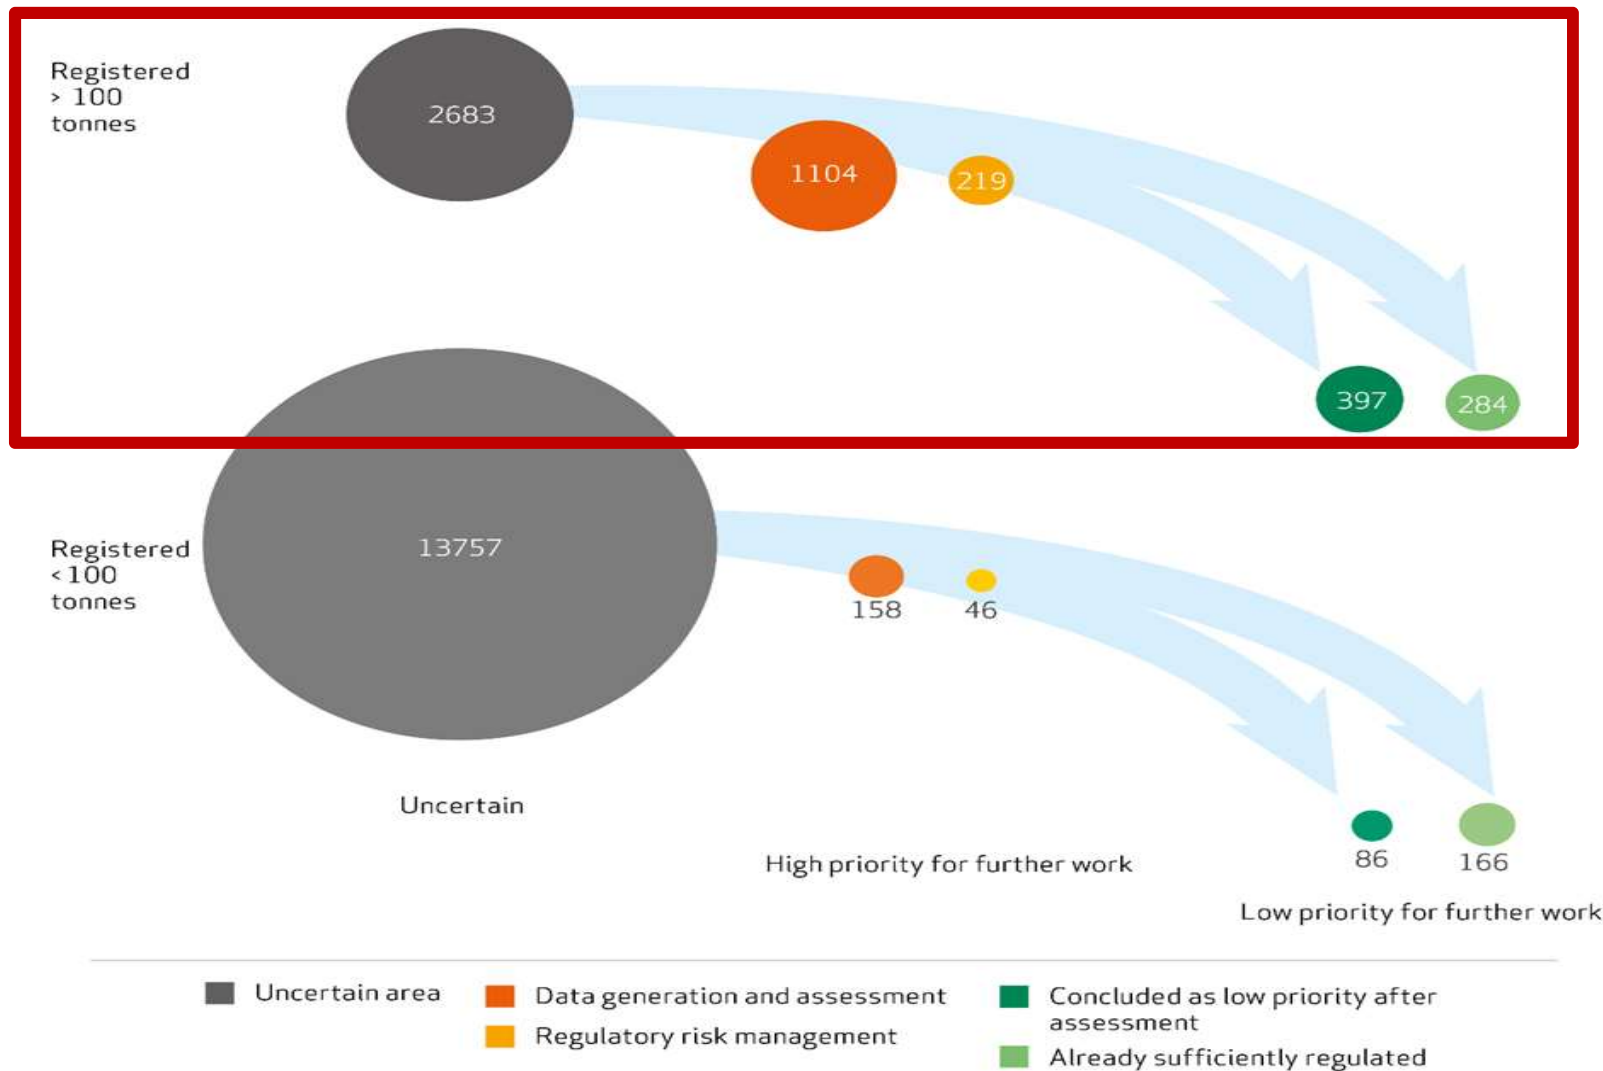 Registered
> 100
tonnes
2683
1104
219
397
284
Registered
<100
tonnes
13757
158
46
86
166
Uncertain
High priority for further work
Low priority for further work
Uncertain area
Data generation and assessment
Regulatory risk management
Concluded as low priority after
assessment
Already sufficiently regulated